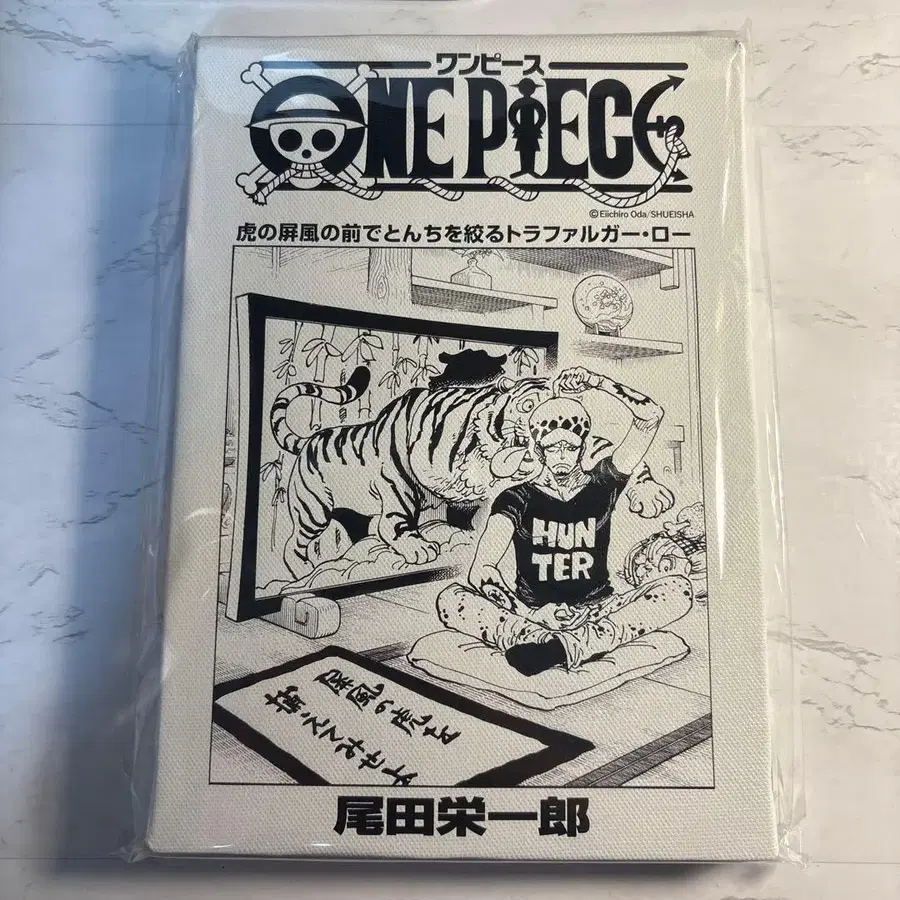 ワンピース
ONE PIECE
©Eiichiro Oda/SHUEISHA
虎の屏風の前でとんちを絞るトラファルガー・ロー
HUN
TER
屏風の虎を
捕えてみせよ
尾田栄一郎